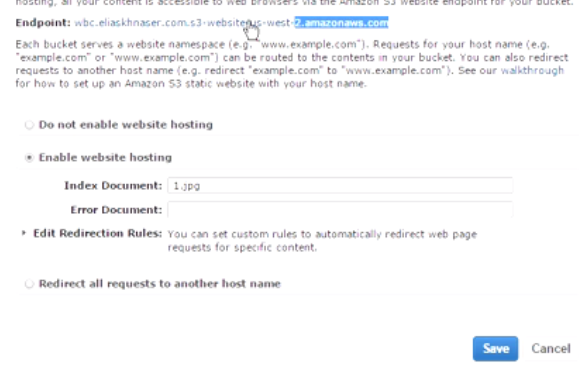 hosting, all your content is accessible to web browsers via the Amazon S3 website endpoint for your bucket.
Endpoint: wbc.eliaskhnaser.com.s3-website-us-west-2.amazonaws.com
Each bucket serves a website namespace (e.g. "www.example.com"). Requests for your host name (e.g.
"example.com" or "www.example.com") can be routed to the contents in your bucket. You can also redirect
requests to another host name (e.g. redirect "example.com" to "www.example.com"). See our walkthrough
for how to set up an Amazon S3 static website with your host name.
Do not enable website hosting
Enable website hosting
Index Document: 1.jpg
Error Document:
Edit Redirection Rules: You can set custom rules to automatically redirect web page
requests for specific content.
Redirect all requests to another host name
Save Cancel